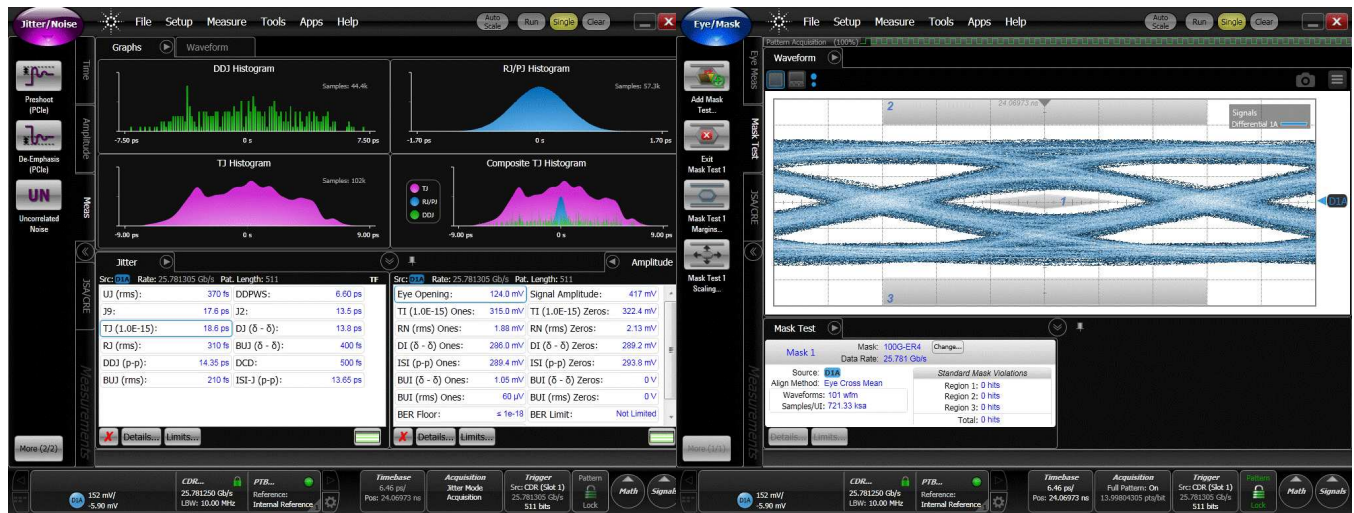 Jitter/Noise
File Setup Measure Tools Apps Help
Auto Scale Run Single Clear
Graphs Waveform
Preshoot (PCIe)
De-Emphasis (PCIe)
UN
Uncorrelated Noise
More (2/2)
Time
Amplitude
Meas
JSA/CRE
Measurements
DDJ Histogram
Samples: 44.4k
-7.50 ps 0 s 7.50 ps
RJ/PJ Histogram
Samples: 57.3k
-1.70 ps 0 s 1.70 ps
TJ Histogram
Samples: 102k
-9.00 ps 0 s 9.00 ps
Composite TJ Histogram
TJ
RJ/PJ
DDJ
-9.00 ps 0 s 9.00 ps
Jitter
Src: D1A Rate: 25.781305 Gb/s Pat. Length: 511 TF
UJ (rms): 370 fs DDPWS: 6.60 ps
J9: 17.6 ps J2: 13.5 ps
TJ (1.0E-15): 18.6 ps DJ (δ - δ): 13.8 ps
RJ (rms): 310 fs BUJ (δ - δ): 400 fs
DDJ (p-p): 14.35 ps DCD: 500 fs
BUJ (rms): 210 fs ISI-J (p-p): 13.65 ps
Details... Limits...
Amplitude
Src: D1A Rate: 25.781305 Gb/s Pat. Length: 511
Eye Opening: 124.0 mV Signal Amplitude: 417 mV
TI (1.0E-15) Ones: 315.0 mV TI (1.0E-15) Zeros: 322.4 mV
RN (rms) Ones: 1.88 mV RN (rms) Zeros: 2.13 mV
DI (δ - δ) Ones: 286.0 mV DI (δ - δ) Zeros: 289.2 mV
ISI (p-p) Ones: 289.4 mV ISI (p-p) Zeros: 293.8 mV
BUI (δ - δ) Ones: 1.05 mV BUI (δ - δ) Zeros: 0 V
BUI (rms) Ones: 60 µV BUI (rms) Zeros: 0 V
BER Floor: ≤ 1e-18 BER Limit: Not Limited
Details... Limits...
D1A 152 mV/
-5.90 mV
CDR...
25.781250 Gb/s
LBW: 10.00 MHz
PTB...
Reference:
Internal Reference
Timebase
6.46 ps/
Pos: 24.06973 ns
Acquisition
Jitter Mode
Acquisition
Trigger
Src: CDR (Slot 1)
25.781305 Gb/s
511 bits
Pattern
Lock
Math
Signals
Eye/Mask
File Setup Measure Tools Apps Help
Auto Scale Run Single Clear
Pattern Acquisition (100%)
Waveform
Add Mask Test...
Exit Mask Test 1
Mask Test 1 Margins...
Mask Test 1 Scaling...
More (1/1)
Eye Meas
Mask Test
JSA/CRE
Measurements
24.06973 ns
2
1
3
Signals
Differential 1A
D1A
Mask Test
Mask 1
Mask: 100G-ER4 Change...
Data Rate: 25.781 Gb/s
Source: D1A
Align Method: Eye Cross Mean
Waveforms: 101 wfm
Samples/UI: 721.33 ksa
Standard Mask Violations
Region 1: 0 hits
Region 2: 0 hits
Region 3: 0 hits
Total: 0 hits
Details... Limits...
D1A 152 mV/
-5.90 mV
CDR...
25.781250 Gb/s
LBW: 10.00 MHz
PTB...
Reference:
Internal Reference
Timebase
6.46 ps/
Pos: 24.06973 ns
Acquisition
Full Pattern: On
13.99804305 pts/bit
Trigger
Src: CDR (Slot 1)
25.781305 Gb/s
511 bits
Pattern
Lock
Math
Signals